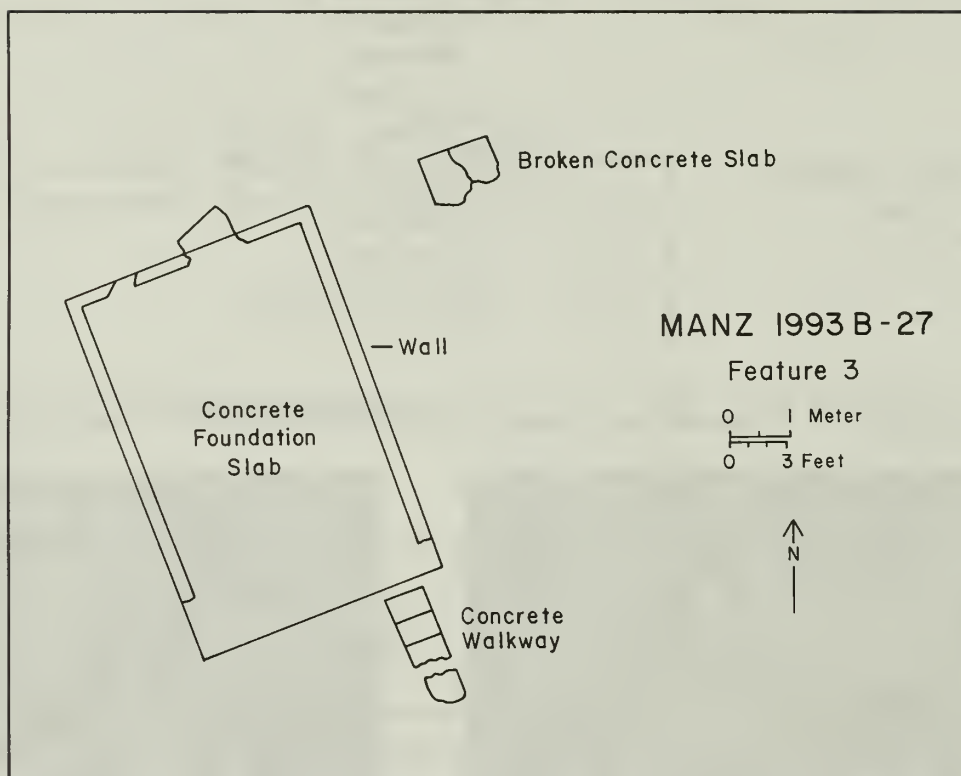 Broken Concrete Slab
Wall
Concrete
Foundation
Slab
MANZ 1993 B-27
Feature 3
0 1 Meter
0 3 Feet
N
Concrete
Walkway